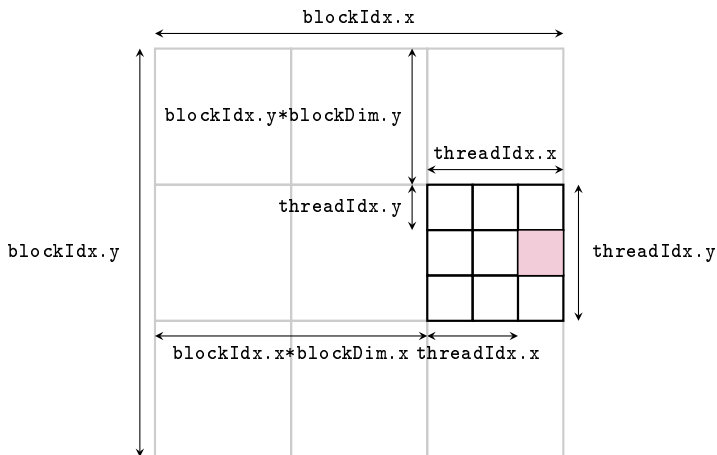 blockIdx.x
blockIdx.y*blockDim.y
threadIdx.x
threadIdx.y
blockIdx.y
threadIdx.y
blockIdx.x*blockDim.x
threadIdx.x